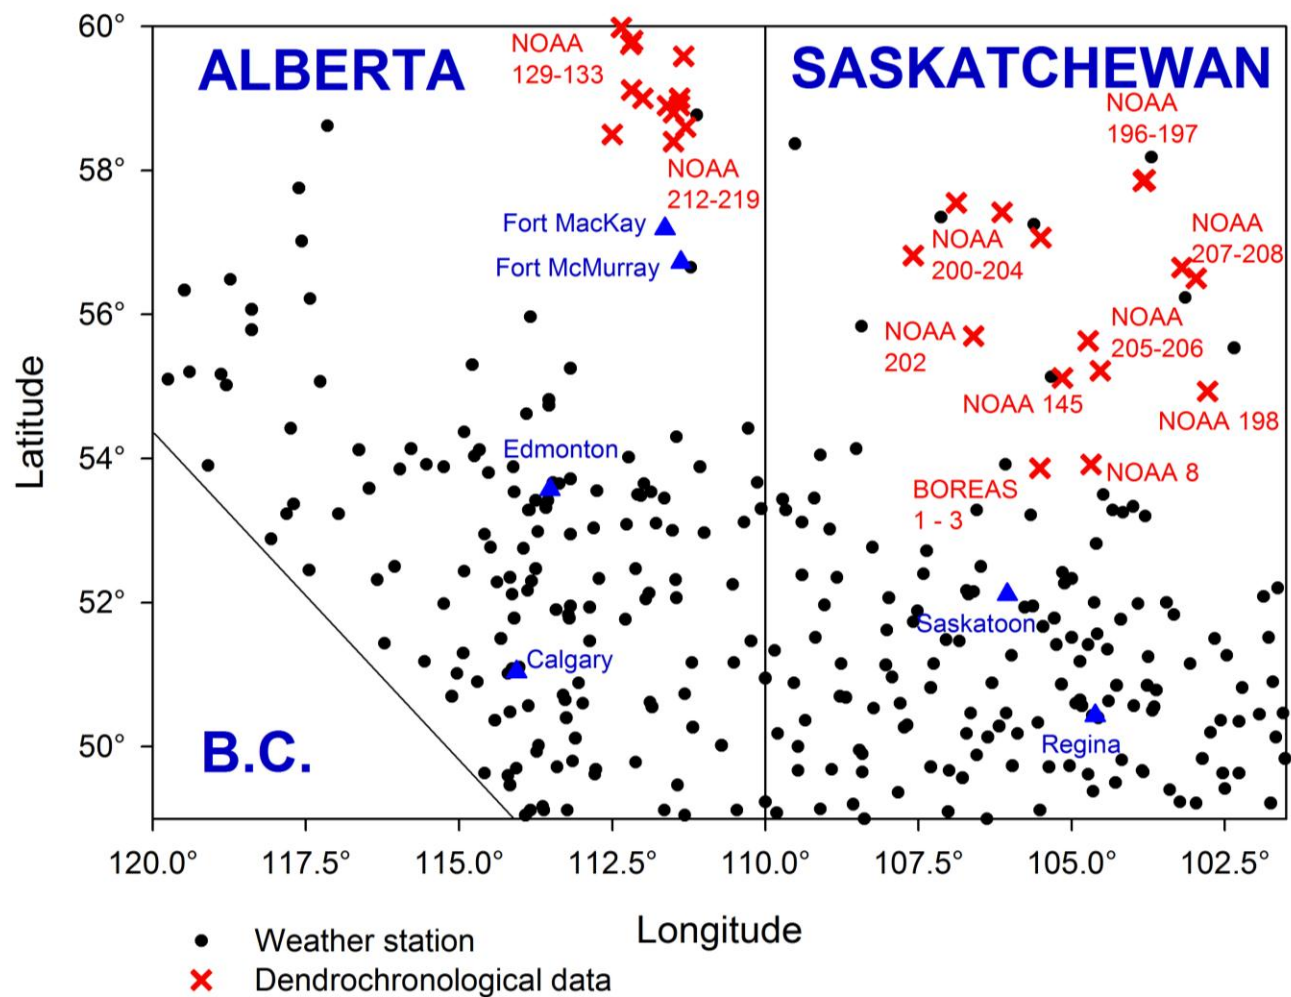 60°
58°
56°
54°
52°
50°
Latitude
ALBERTA
SASKATCHEWAN
B.C.
NOAA
129-133
NOAA
212-219
Fort MacKay
Fort McMurray
Edmonton
Calgary
NOAA
196-197
NOAA
200-204
NOAA
207-208
NOAA
202
NOAA
205-206
NOAA 145
NOAA 198
BOREAS
1 - 3
NOAA 8
Saskatoon
Regina
120.0°
117.5°
115.0°
112.5°
110.0°
107.5°
105.0°
102.5°
Longitude
Weather station
Dendrochronological data